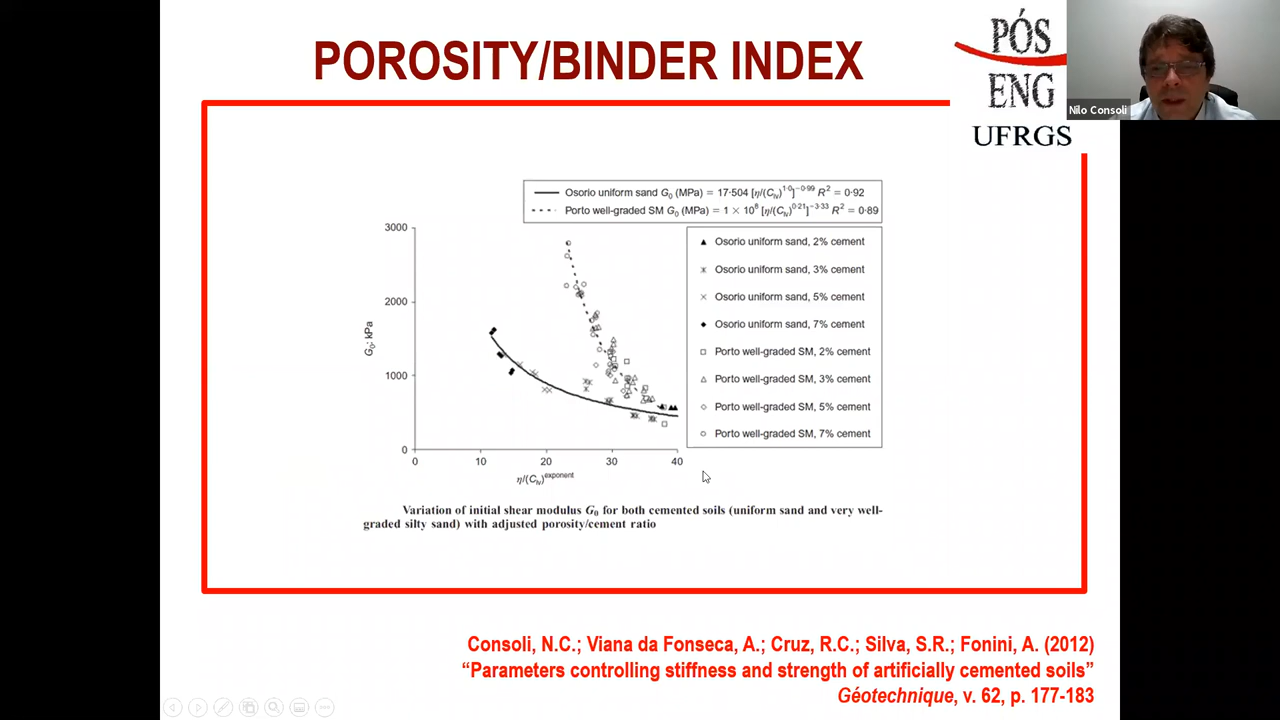 POROSITY/BINDER INDEX
PÓS
ENG
UFRGS
Nilo Consoli
Osorio uniform sand G0 (MPa) = 17·504 [η/(Civ)^1·0]^−0·99 R^2 = 0·92
Porto well-graded SM G0 (MPa) = 1 × 10^8 [η/(Civ)^0·21]^−3·33 R^2 = 0·89
3000
2000
1000
0
G0: kPa
0 10 20 30 40
η/(Civ)^exponent
Osorio uniform sand, 2% cement
Osorio uniform sand, 3% cement
Osorio uniform sand, 5% cement
Osorio uniform sand, 7% cement
Porto well-graded SM, 2% cement
Porto well-graded SM, 3% cement
Porto well-graded SM, 5% cement
Porto well-graded SM, 7% cement
Variation of initial shear modulus G0 for both cemented soils (uniform sand and very well-
graded silty sand) with adjusted porosity/cement ratio
Consoli, N.C.; Viana da Fonseca, A.; Cruz, R.C.; Silva, S.R.; Fonini, A. (2012)
“Parameters controlling stiffness and strength of artificially cemented soils”
Géotechnique, v. 62, p. 177-183